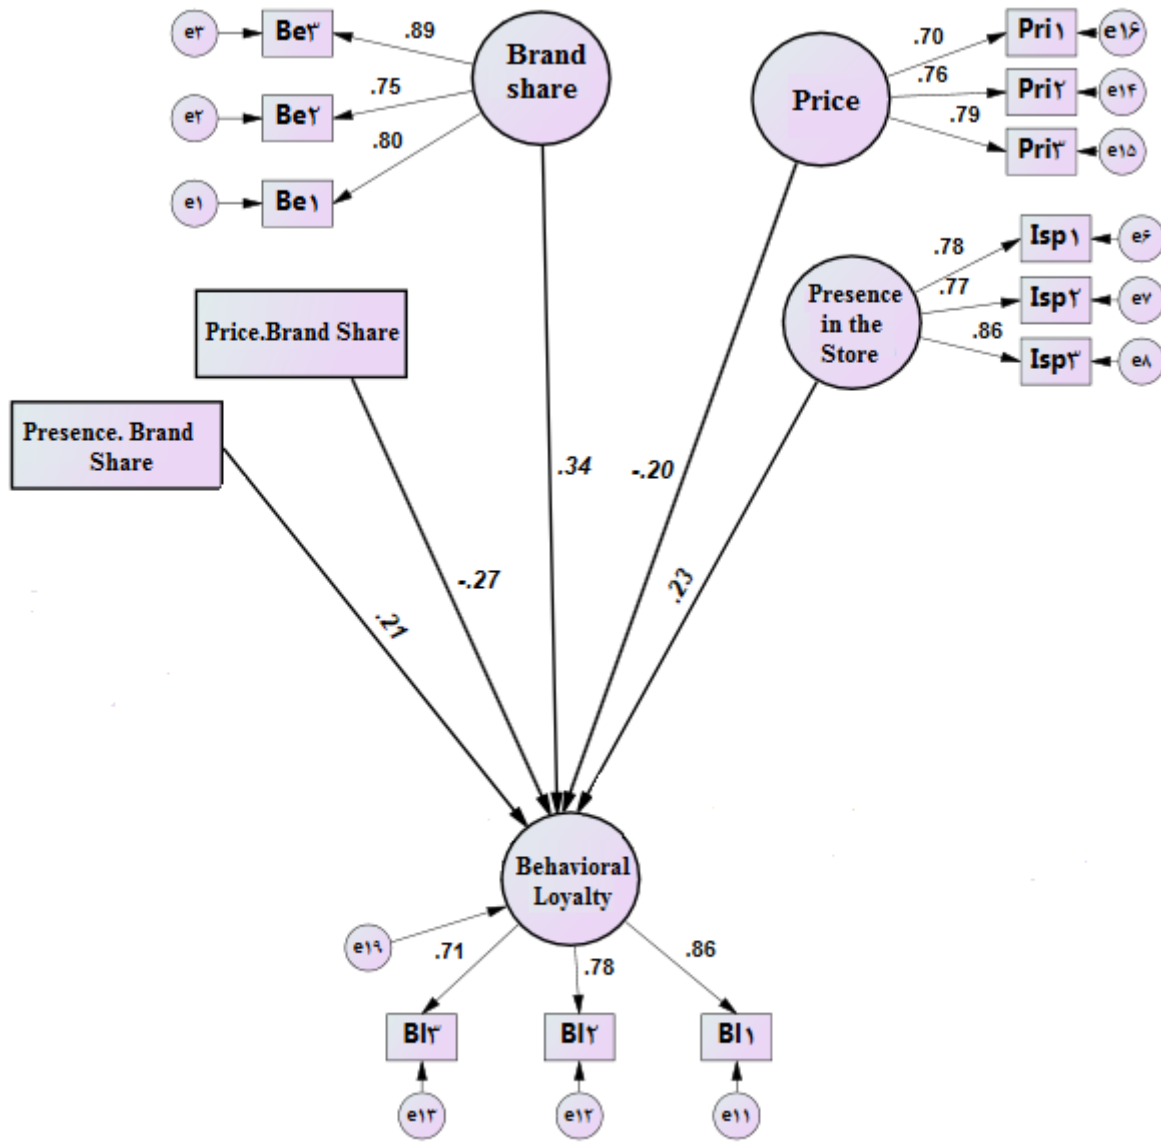 e۳
Be۳
.89
Brand
share
e۲
Be۲
.75
e۱
Be۱
.80
Price
.70
Pri۱
e۱۶
.76
Pri۲
e۱۴
.79
Pri۳
e۱۵
Presence
in the
Store
.78
Isp۱
e۶
.77
Isp۲
e۷
.86
Isp۳
e۸
Price.Brand Share
Presence. Brand
Share
.34
-.20
-.27
.23
.21
Behavioral
Loyalty
e۱۹
.71
.78
.86
Bl۳
Bl۲
Bl۱
e۱۳
e۱۲
e۱۱